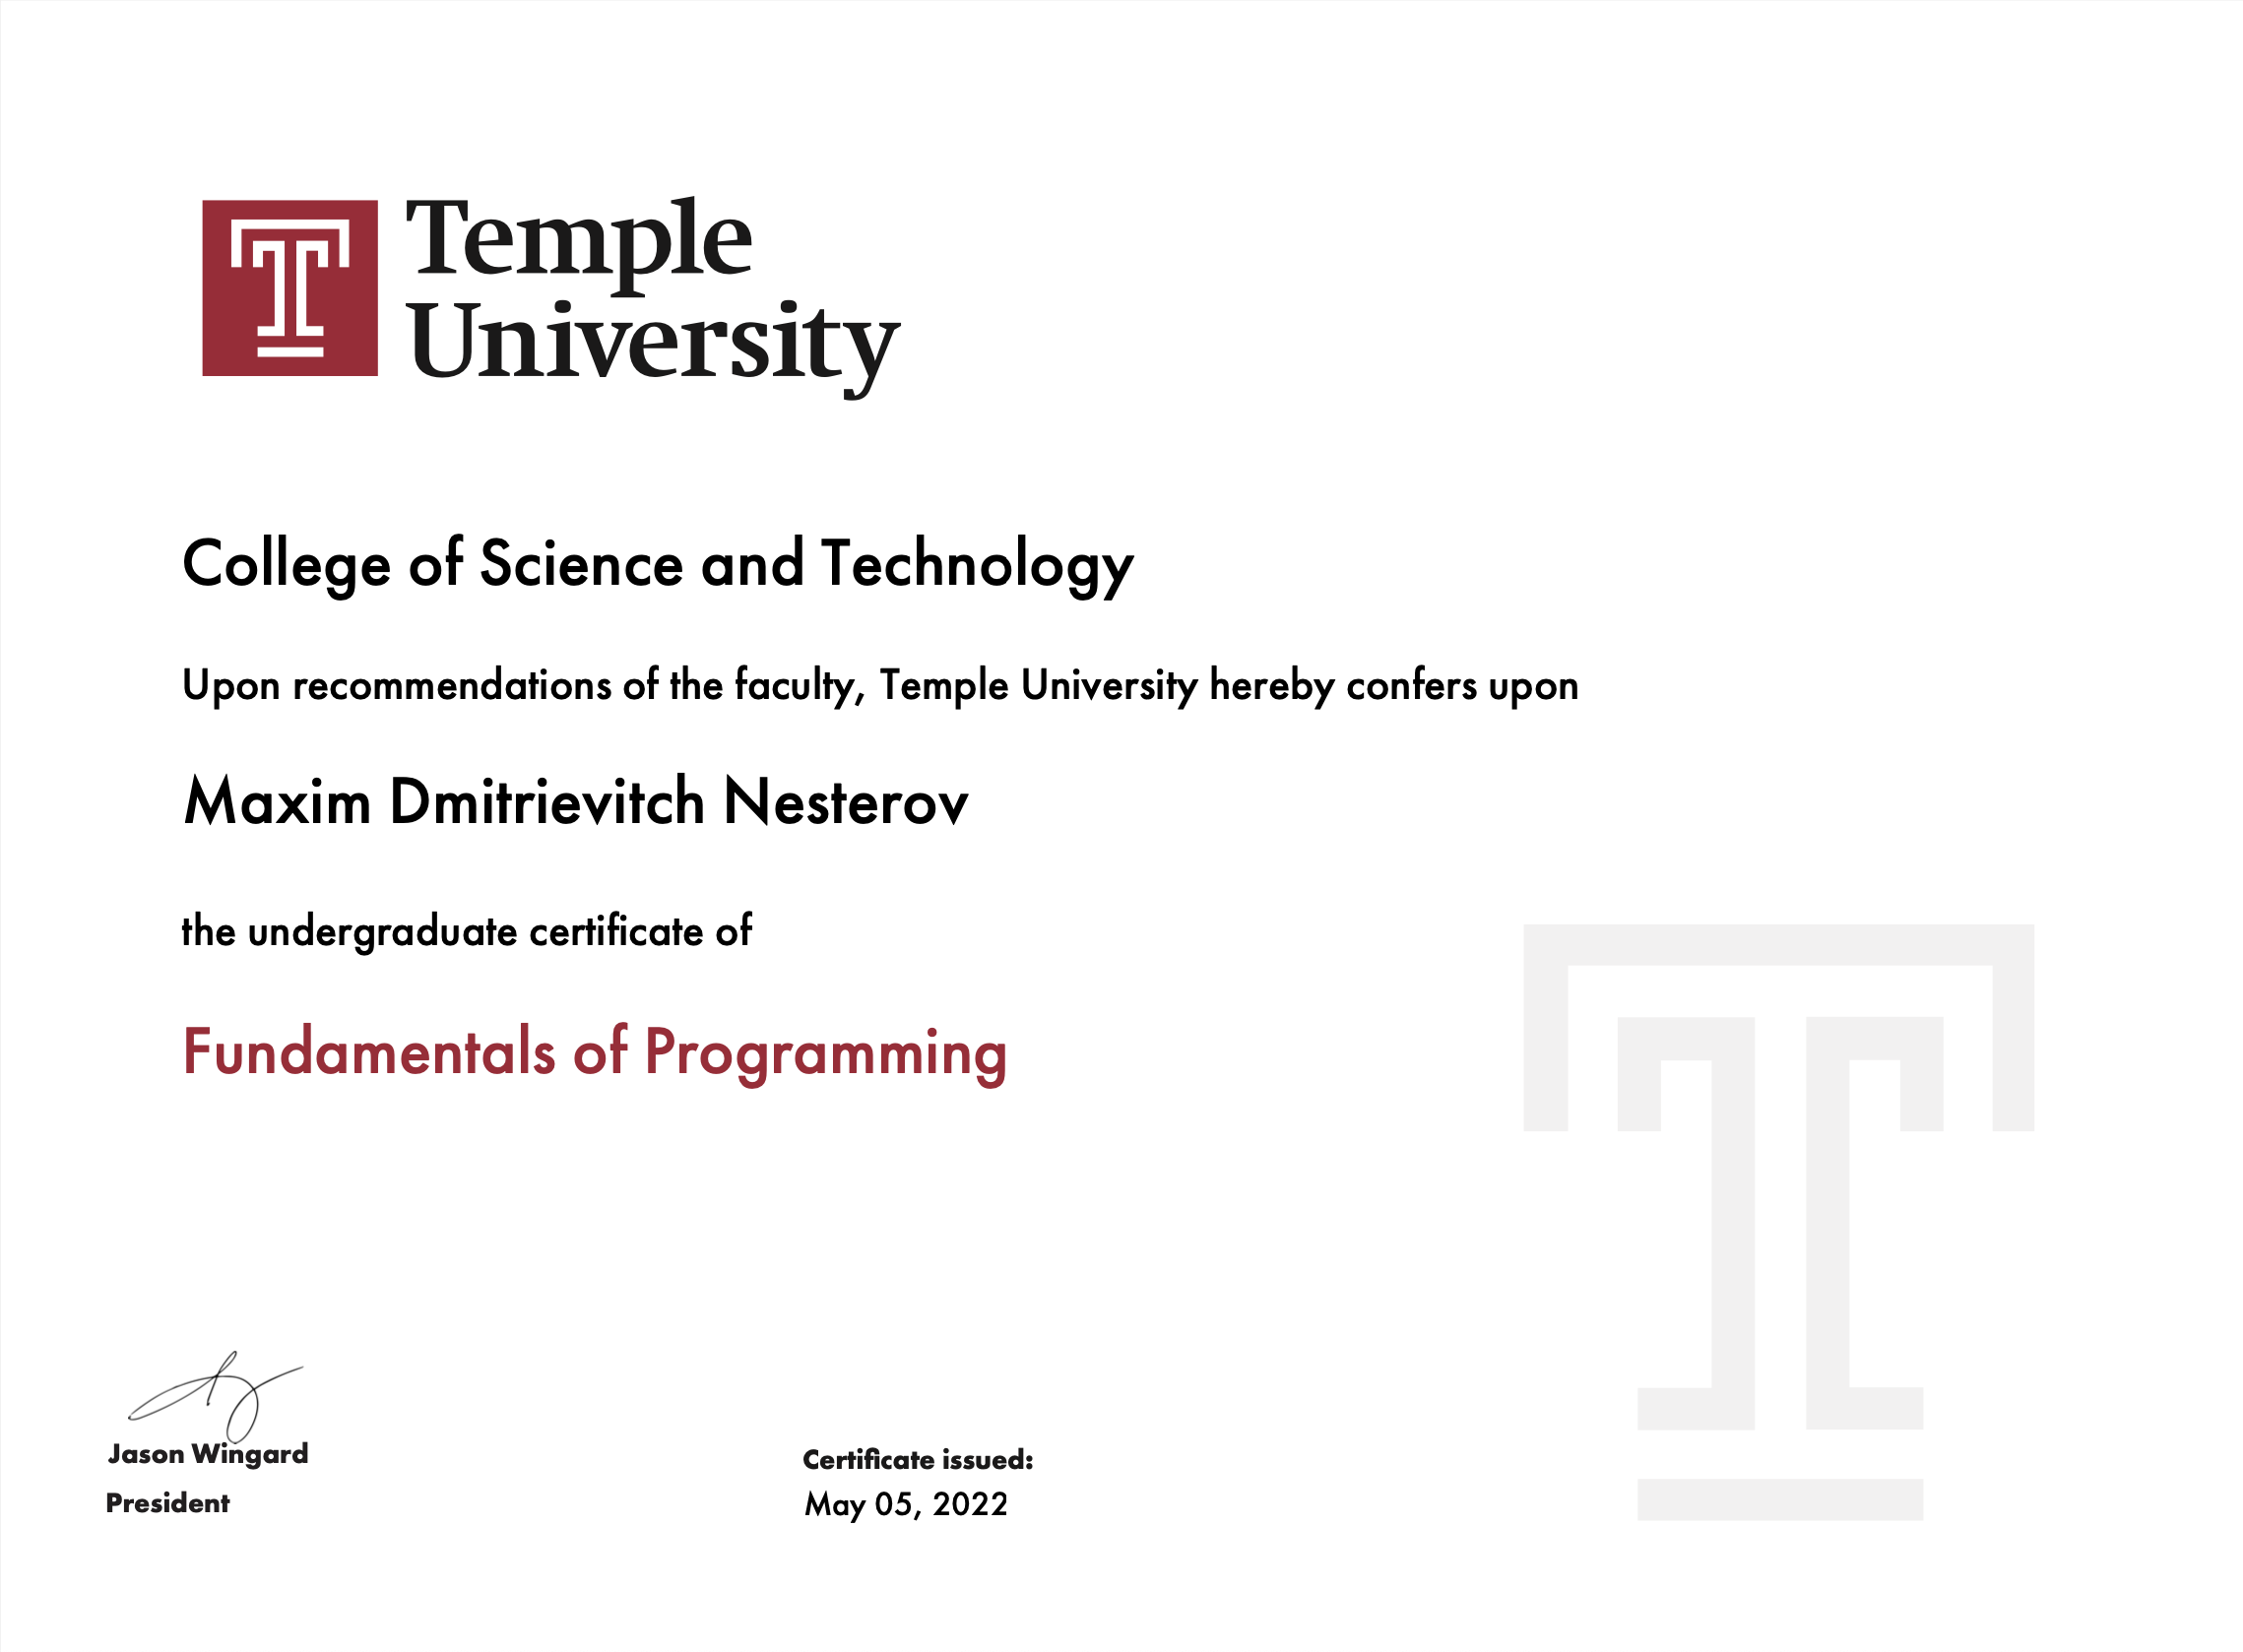 Temple
University
College of Science and Technology
Upon recommendations of the faculty, Temple University hereby confers upon
Maxim Dmitrievitch Nesterov
the undergraduate certificate of
Fundamentals of Programming
Jason Wingard
President
Certificate issued:
May 05, 2022